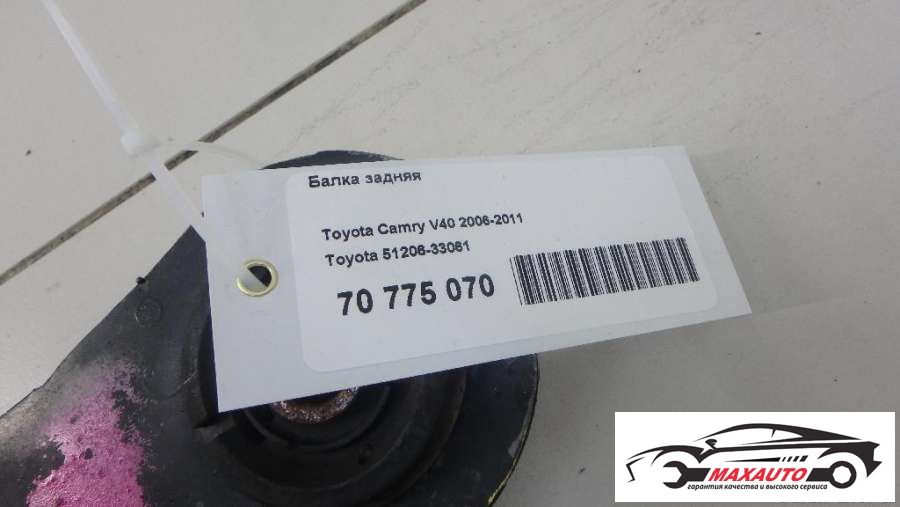 Балка задняя
Toyota Camry V40 2006-2011
Toyota 51206-33061
70 775 070
MAXAUTO
гарантия качества и высокого сервиса